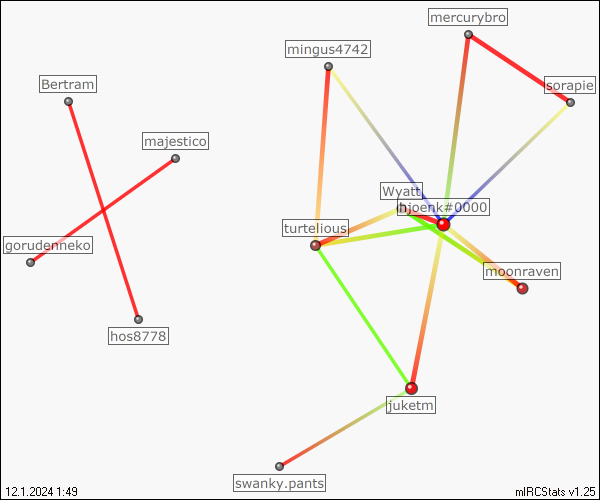 mercurybro
mingus4742
Bertram
sorapie
majestico
Wyatt
hjoenk#0000
turtelious
gorudenneko
moonraven
hos8778
juketm
swanky.pants
12.1.2024 1:49
mIRCStats v1.25